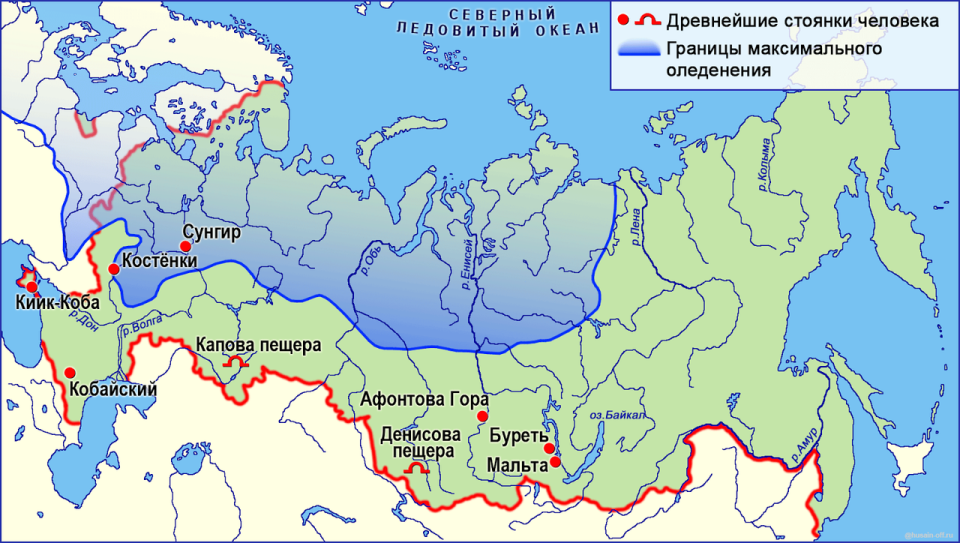 СЕВЕРНЫЙ
ЛЕДОВИТЫЙ ОКЕАН
Древнейшие стоянки человека
Границы максимального
оледенения
р.Колыма
р.Лена
Сунгир
р.Обь
р.Енисей
Костёнки
Киик-Коба
р.Дон
р.Волга
Капова пещера
Кобайский
Афонтова Гора
оз.Байкал
Денисова
пещера
Буреть
Мальта
р.Амур